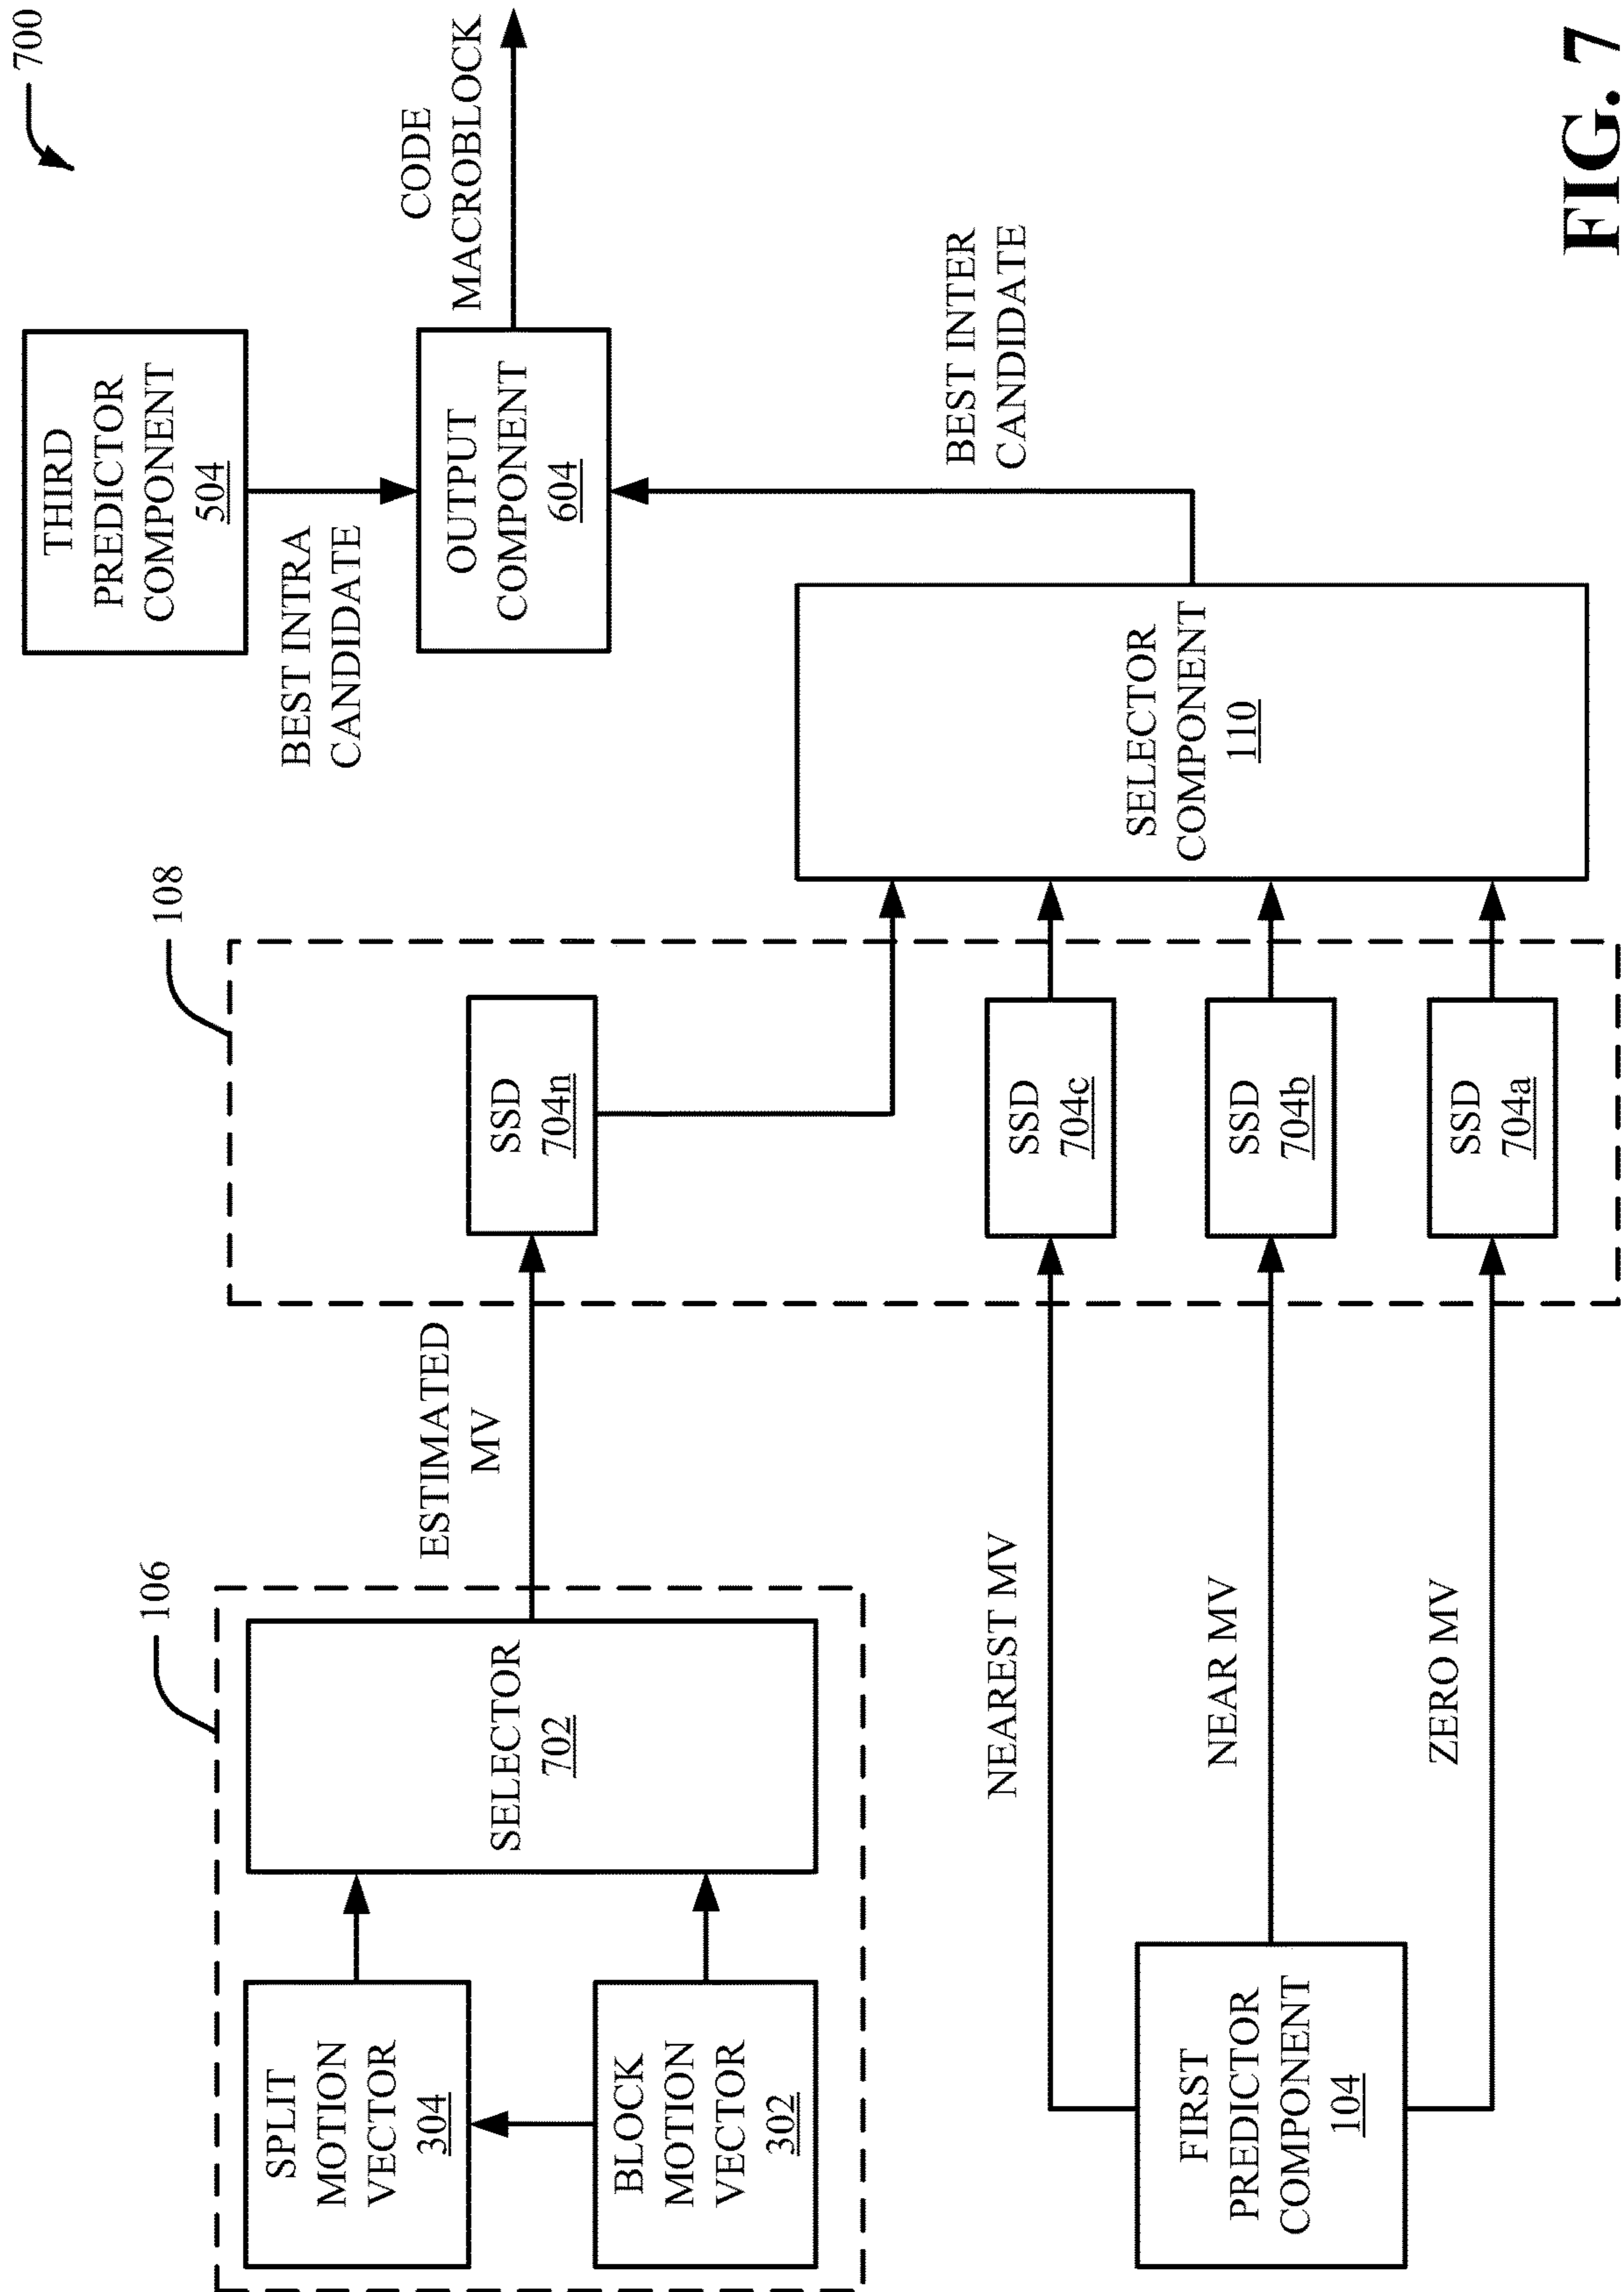 700
106
SPLIT
MOTION
VECTOR
304
BLOCK
MOTION
VECTOR
302
SELECTOR
702
ESTIMATED
MV
108
SSD
704n
THIRD
PREDICTOR
COMPONENT
504
BEST INTRA
CANDIDATE
OUTPUT
COMPONENT
604
CODE
MACROBLOCK
FIRST
PREDICTOR
COMPONENT
104
NEAREST MV
NEAR MV
ZERO MV
SSD
704c
SSD
704b
SSD
704a
SELECTOR
COMPONENT
110
BEST INTER
CANDIDATE
FIG. 7